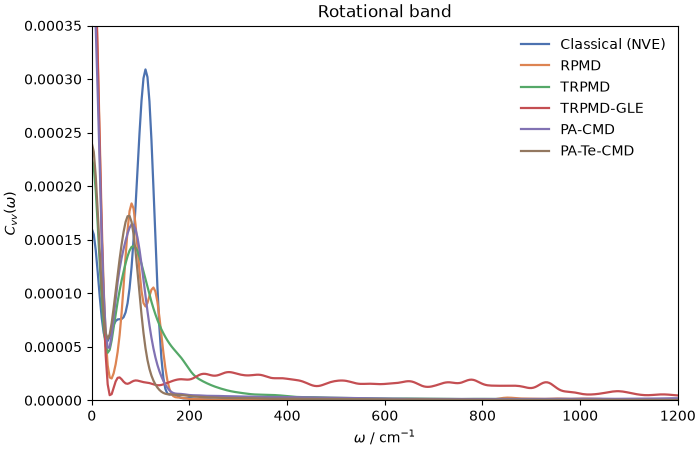 Rotational band
0.00035
0.00030
0.00025
0.00020
0.00015
0.00010
0.00005
0.00000
C_vv(ω)
Classical (NVE)
RPMD
TRPMD
TRPMD-GLE
PA-CMD
PA-Te-CMD
0 200 400 600 800 1000 1200
ω / cm⁻¹